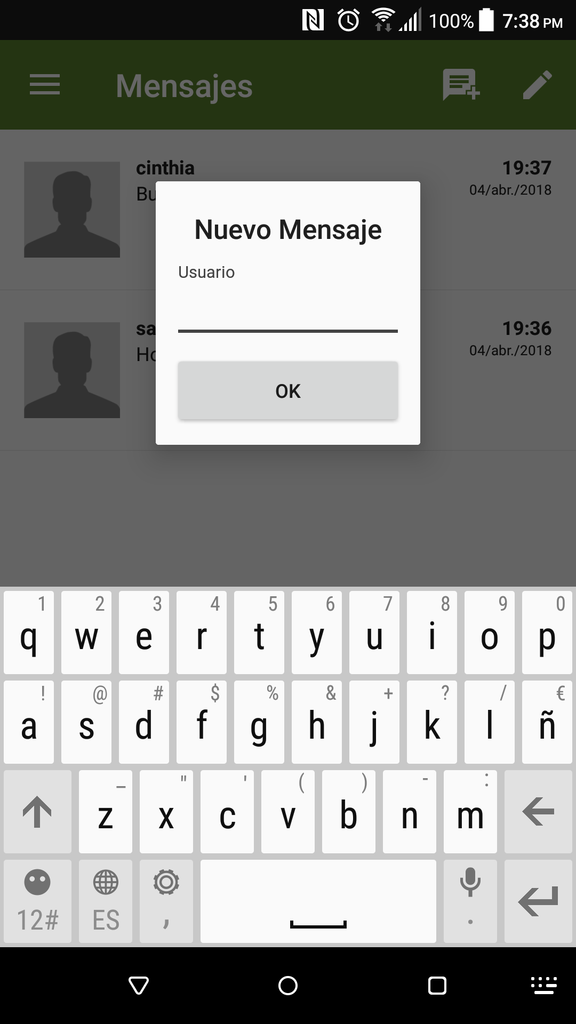 100% 7:38 PM
Mensajes
cinthia 19:37
Bu 04/abr./2018
Nuevo Mensaje
Usuario
sa 19:36
Ho 04/abr./2018
OK
1 2 3 4 5 6 7 8 9 0
q w e r t y u i o p
! @ # $ % & + ? / €
a s d f g h j k l ñ
_ " ' ( ) - :
z x c v b n m
12# ES , .